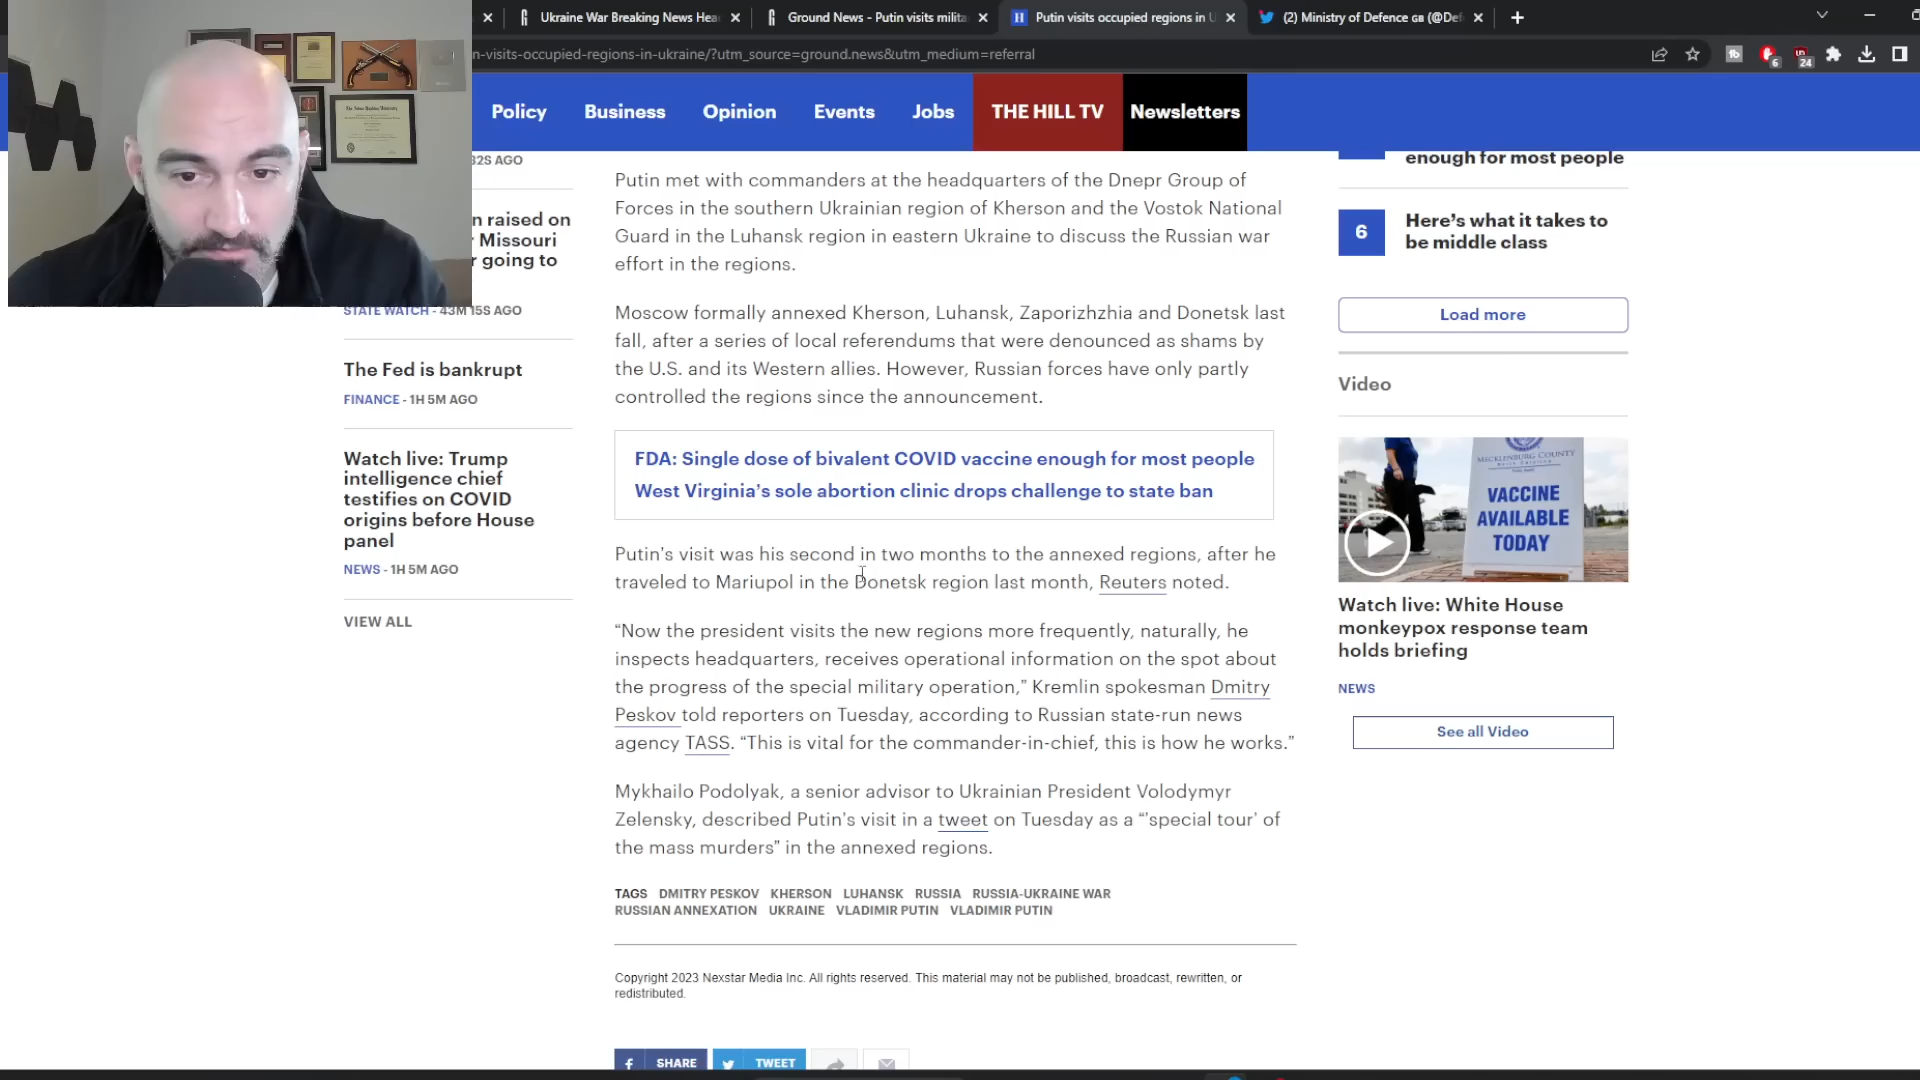 Ukraine War Breaking News Hea
Ground News - Putin visits milita
Putin visits occupied regions in U
(2) Ministry of Defence GB (@Def
n-visits-occupied-regions-in-ukraine/?utm_source=ground.news&utm_medium=referral
6
24
Policy
Business
Opinion
Events
Jobs
THE HILL TV
Newsletters
32S AGO
n raised on
Missouri
r going to
STATE WATCH - 43M 15S AGO
The Fed is bankrupt
FINANCE - 1H 5M AGO
Watch live: Trump
intelligence chief
testifies on COVID
origins before House
panel
NEWS - 1H 5M AGO
VIEW ALL
Putin met with commanders at the headquarters of the Dnepr Group of
Forces in the southern Ukrainian region of Kherson and the Vostok National
Guard in the Luhansk region in eastern Ukraine to discuss the Russian war
effort in the regions.
Moscow formally annexed Kherson, Luhansk, Zaporizhzhia and Donetsk last
fall, after a series of local referendums that were denounced as shams by
the U.S. and its Western allies. However, Russian forces have only partly
controlled the regions since the announcement.
FDA: Single dose of bivalent COVID vaccine enough for most people
West Virginia's sole abortion clinic drops challenge to state ban
Putin's visit was his second in two months to the annexed regions, after he
traveled to Mariupol in the Donetsk region last month, Reuters noted.
“Now the president visits the new regions more frequently, naturally, he
inspects headquarters, receives operational information on the spot about
the progress of the special military operation,” Kremlin spokesman Dmitry
Peskov told reporters on Tuesday, according to Russian state-run news
agency TASS. “This is vital for the commander-in-chief, this is how he works.”
Mykhailo Podolyak, a senior advisor to Ukrainian President Volodymyr
Zelensky, described Putin's visit in a tweet on Tuesday as a “'special tour' of
the mass murders” in the annexed regions.
TAGS DMITRY PESKOV KHERSON LUHANSK RUSSIA RUSSIA-UKRAINE WAR
RUSSIAN ANNEXATION UKRAINE VLADIMIR PUTIN VLADIMIR PUTIN
Copyright 2023 Nexstar Media Inc. All rights reserved. This material may not be published, broadcast, rewritten, or
redistributed.
SHARE
TWEET
enough for most people
6
Here's what it takes to
be middle class
Load more
Video
MECKLENBURG COUNTY
VACCINE
AVAILABLE
TODAY
Watch live: White House
monkeypox response team
holds briefing
NEWS
See all Video